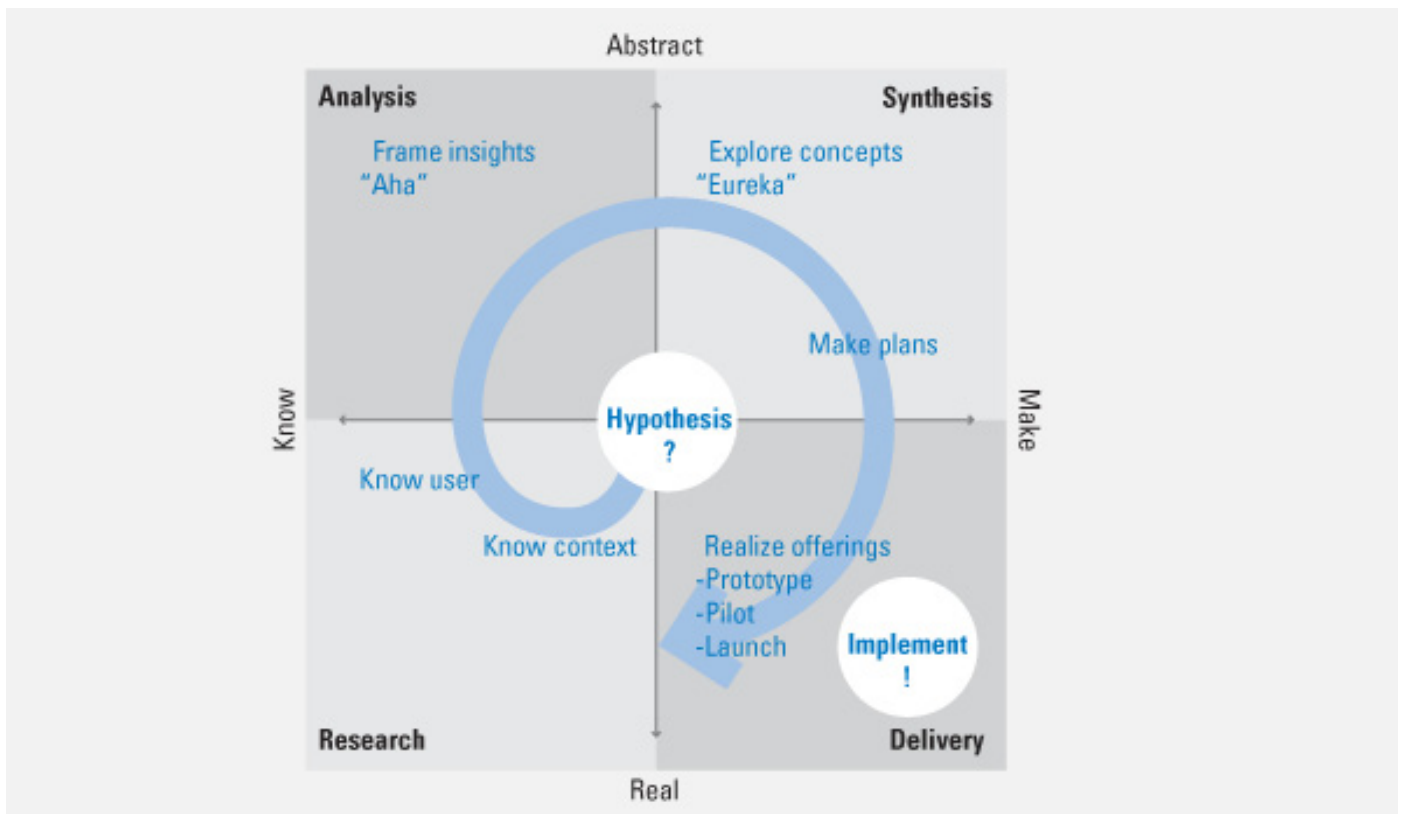 Abstract
Analysis
Synthesis
Frame insights
“Aha”
Explore concepts
“Eureka”
Make plans
Know
Make
Hypothesis
?
Know user
Know context
Realize offerings
-Prototype
-Pilot
-Launch
Implement
!
Research
Delivery
Real